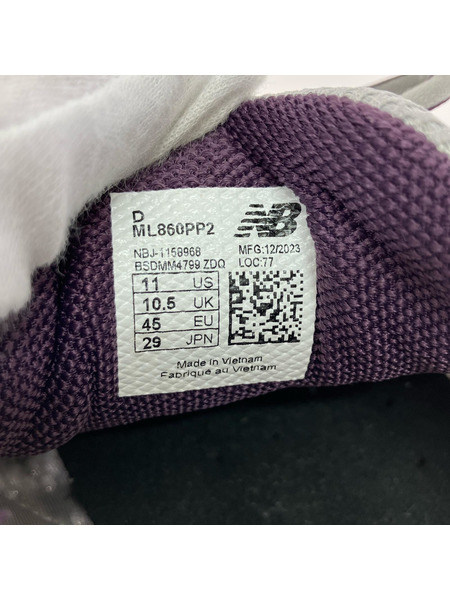 D
ML860PP2
NB
NBJ-1158968
MFG:12/2023
BSDMM4799 ZDQ
LOC:77
11 US
10.5 UK
45 EU
29 JPN
Made in Vietnam
Fabriqué au Vietnam